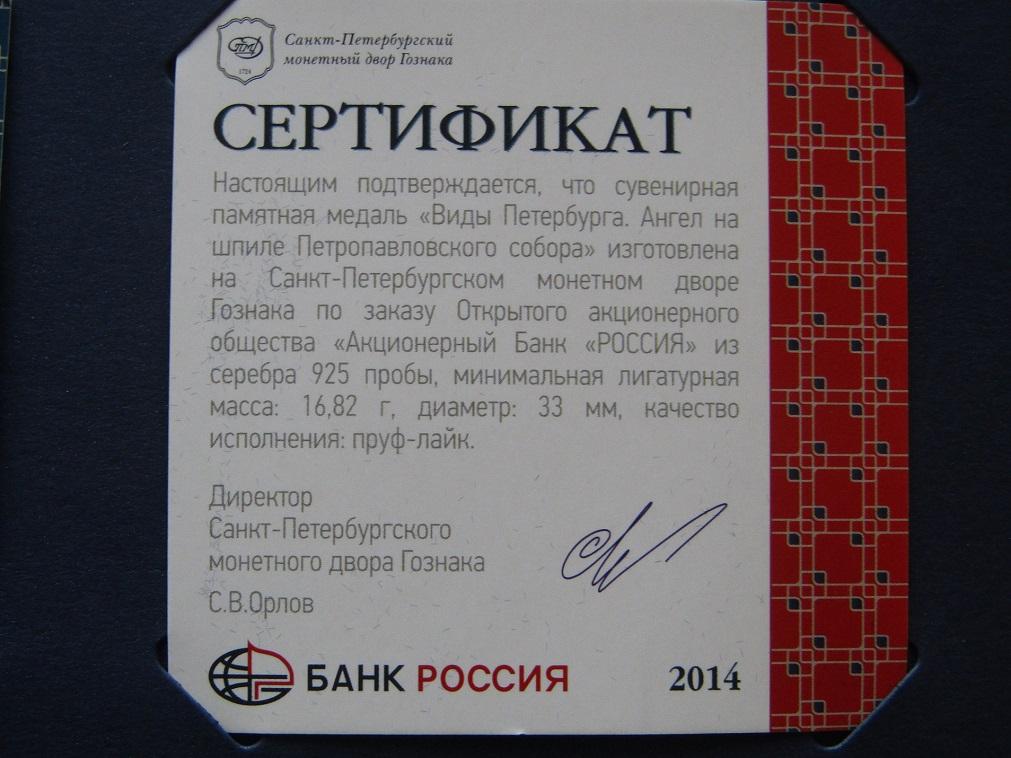 СПМД
1724
Санкт-Петербургский
монетный двор Гознака
СЕРТИФИКАТ
Настоящим подтверждается, что сувенирная
памятная медаль «Виды Петербурга. Ангел на
шпиле Петропавловского собора» изготовлена
на Санкт-Петербургском монетном дворе
Гознака по заказу Открытого акционерного
общества «Акционерный Банк «РОССИЯ» из
серебра 925 пробы, минимальная лигатурная
масса: 16,82 г, диаметр: 33 мм, качество
исполнения: пруф-лайк.
Директор
Санкт-Петербургского
монетного двора Гознака
С.В.Орлов
БАНК РОССИЯ
2014